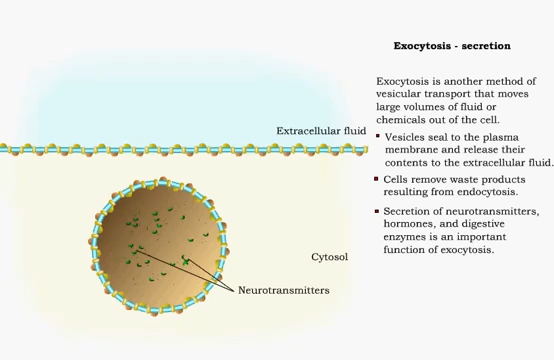 Exocytosis - secretion
Exocytosis is another method of
vesicular transport that moves
large volumes of fluid or
chemicals out of the cell.
Vesicles seal to the plasma
membrane and release their
contents to the extracellular fluid.
Cells remove waste products
resulting from endocytosis.
Secretion of neurotransmitters,
hormones, and digestive
enzymes is an important
function of exocytosis.
Extracellular fluid
Cytosol
Neurotransmitters